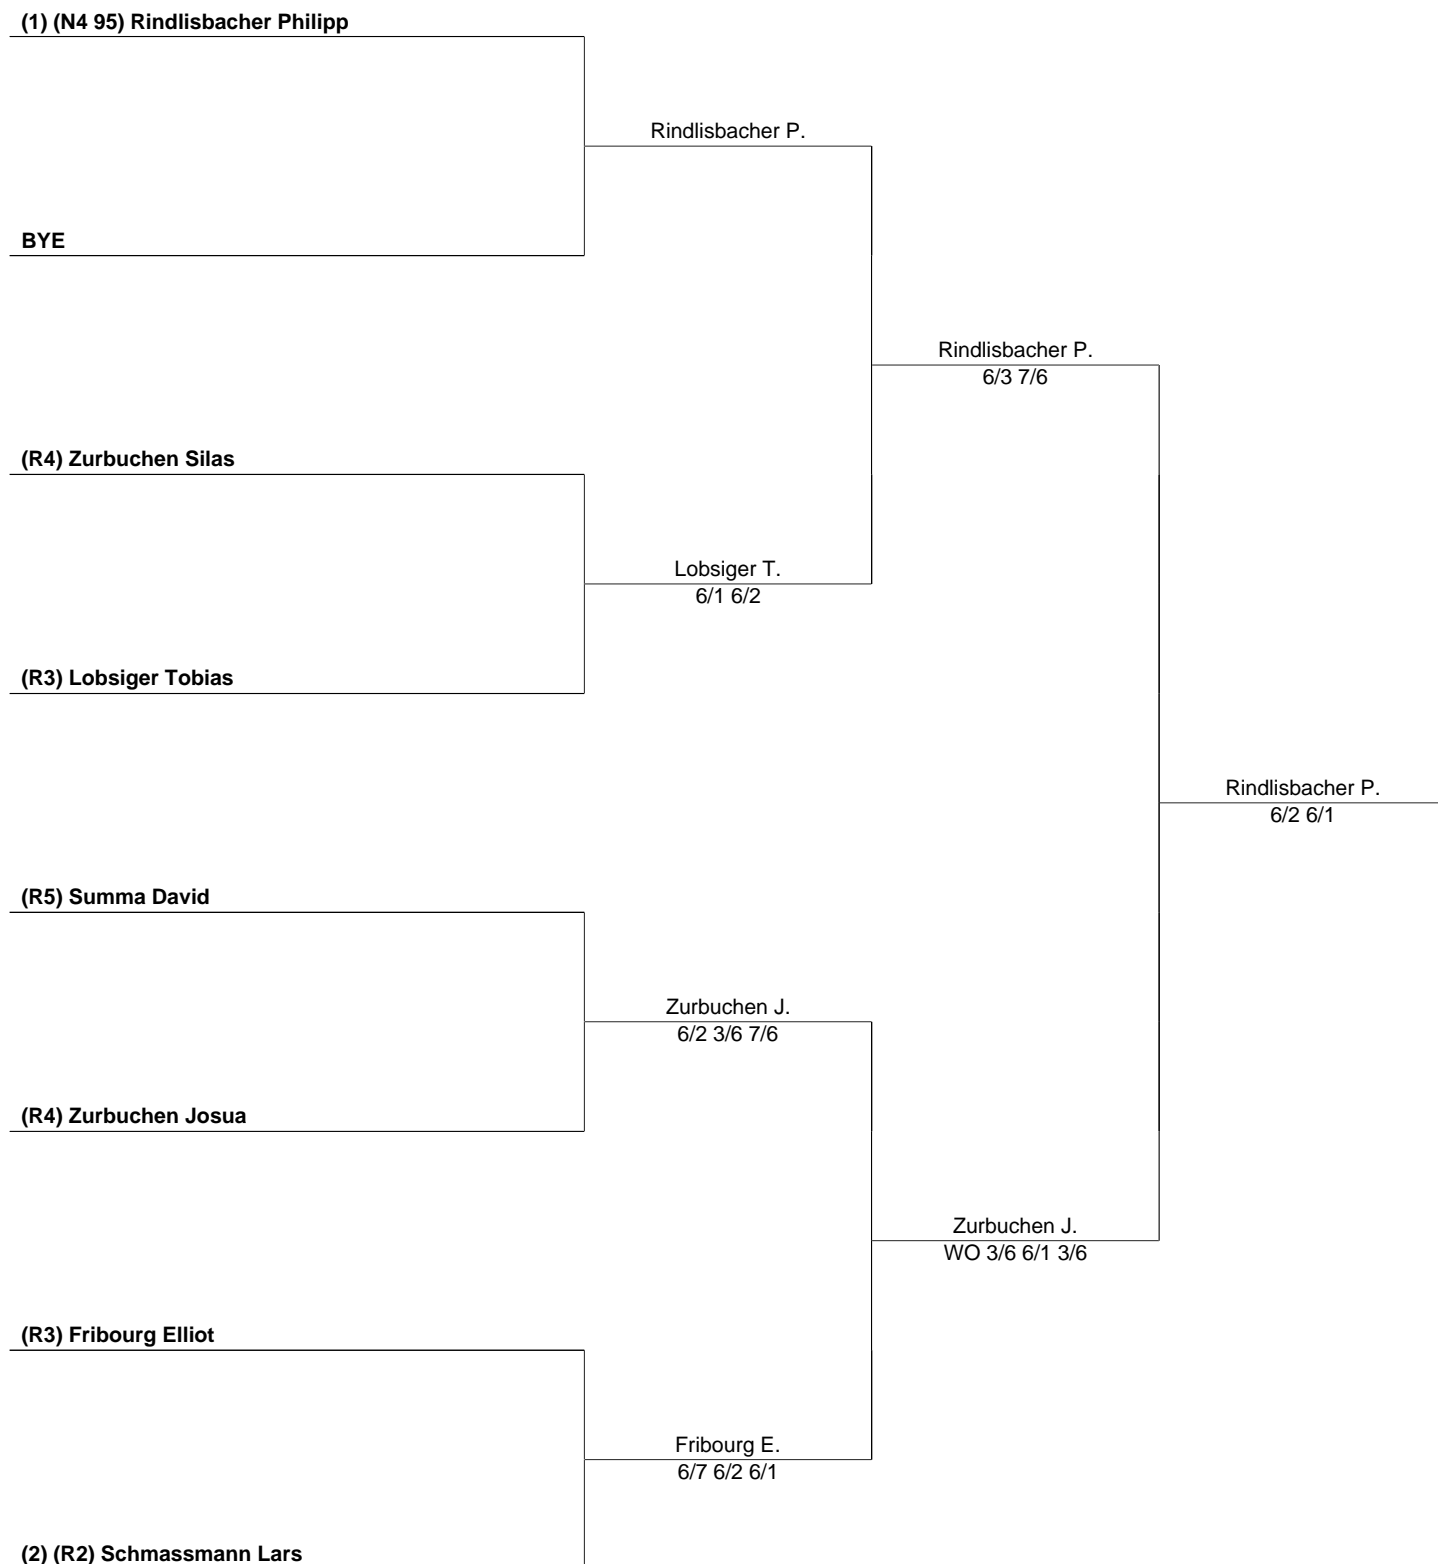 (1) (N4 95) Rindlisbacher Philipp
Rindlisbacher P.
BYE
Rindlisbacher P.
6/3 7/6
(R4) Zurbuchen Silas
Lobsiger T.
6/1 6/2
(R3) Lobsiger Tobias
Rindlisbacher P.
6/2 6/1
(R5) Summa David
Zurbuchen J.
6/2 3/6 7/6
(R4) Zurbuchen Josua
Zurbuchen J.
WO 3/6 6/1 3/6
(R3) Fribourg Elliot
Fribourg E.
6/7 6/2 6/1
(2) (R2) Schmassmann Lars